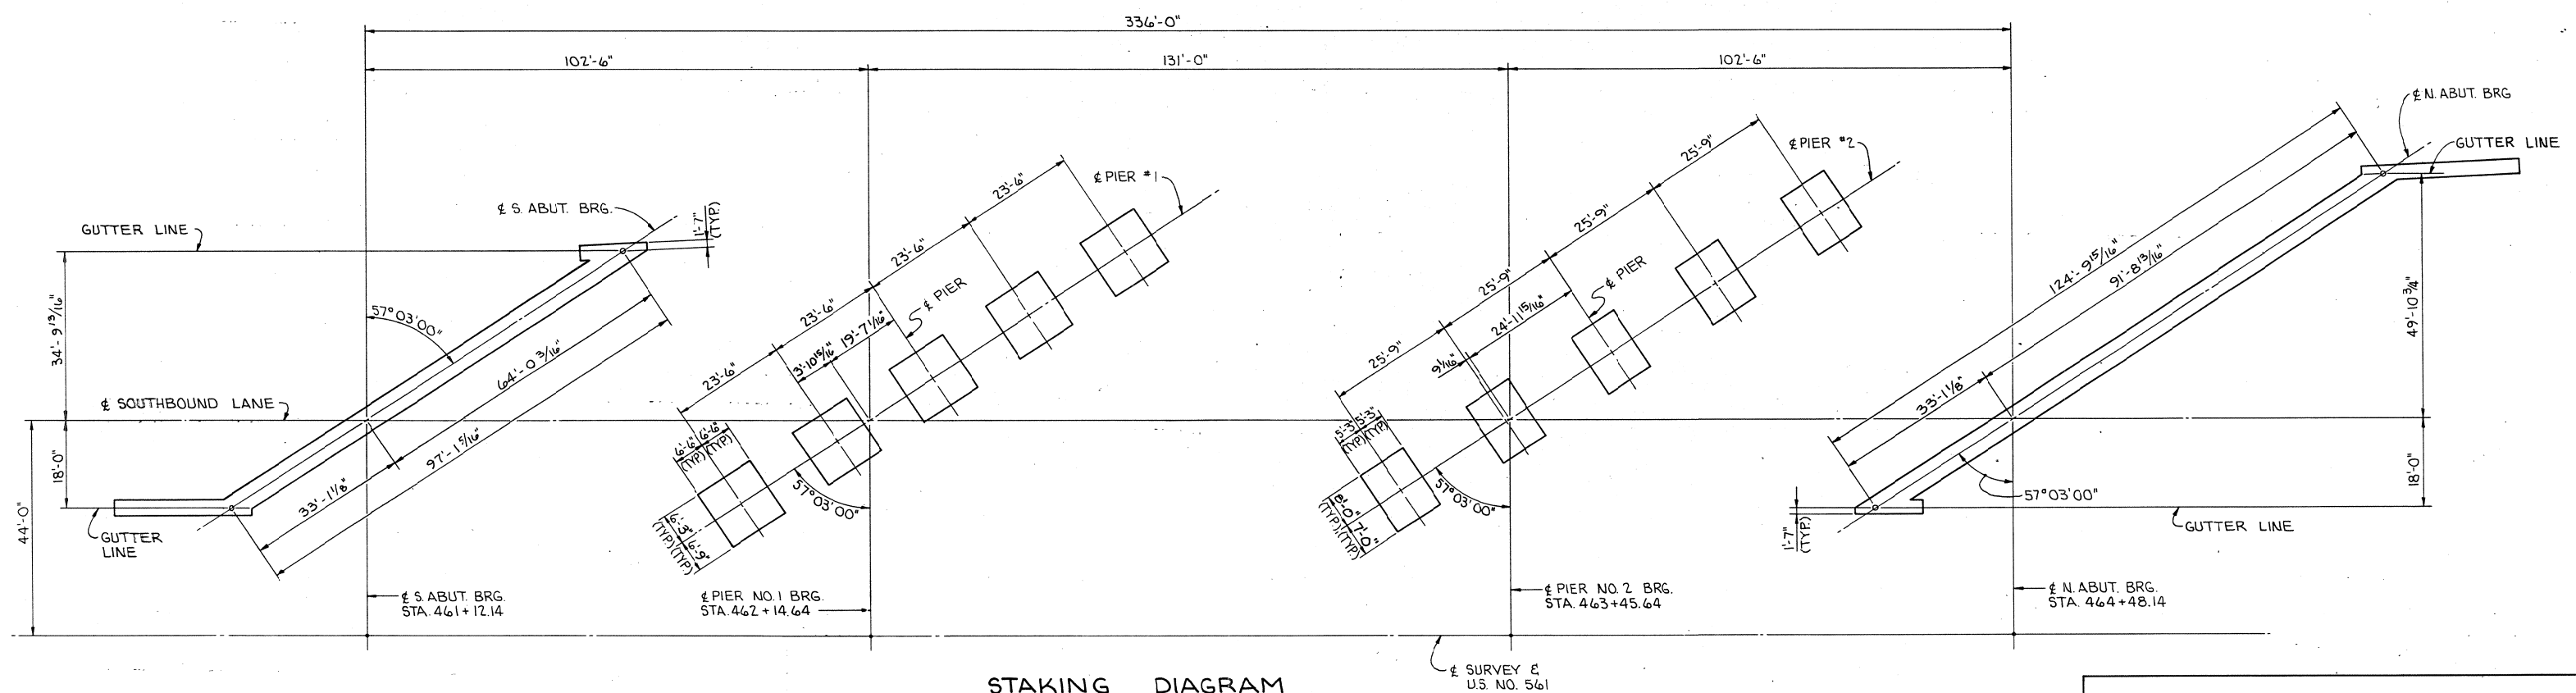 336'-0"
102'-6"
131'-0"
102'-6"
℄ N. ABUT. BRG
GUTTER LINE
℄ PIER #2
25'-9"
25'-9"
25'-9"
25'-9"
℄ PIER
24'-11 15/16"
9 1/16"
℄ PIER #1
23'-6"
23'-6"
23'-6"
23'-6"
℄ PIER
19'-7 1/16"
3'-10 15/16"
℄ S. ABUT. BRG.
1'-7"
(TYP.)
GUTTER LINE
34'-9 13/16"
57°03'00"
64'-0 3/16"
97'-1 5/16"
33'-1 1/8"
124'-9 15/16"
91'-8 13/16"
33'-1 1/8"
49'-10 3/4"
℄ SOUTHBOUND LANE
18'-0"
44'-0"
6'-6" 6'-6"
(TYP.) (TYP.)
57°03'00"
6'-3" 6'-9"
(TYP.) (TYP.)
5'-3" 5'-3"
(TYP.) (TYP.)
57°03'00"
8'-0" 7'-0"
(TYP.) (TYP.)
18'-0"
57°03'00"
1'-7"
(TYP.)
GUTTER LINE
GUTTER
LINE
℄ S. ABUT. BRG.
STA. 461+12.14
℄ PIER NO. 1 BRG.
STA. 462+14.64
℄ PIER NO. 2 BRG.
STA. 463+45.64
℄ N. ABUT. BRG.
STA. 464+48.14
℄ SURVEY &
U.S. NO. 561
STAKING DIAGRAM